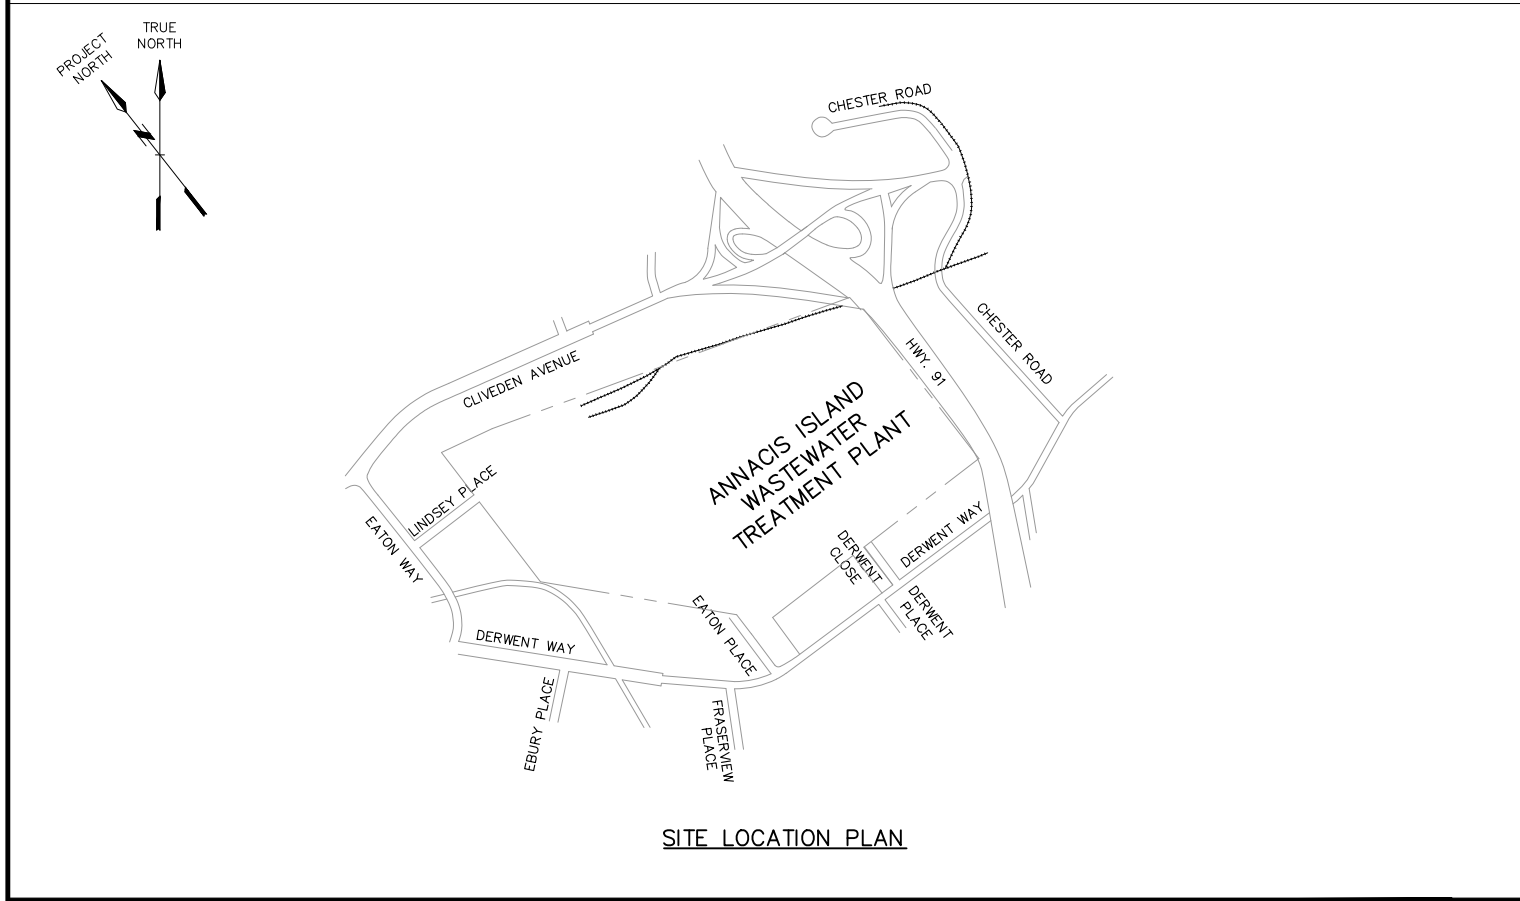 TRUE
NORTH
PROJECT
NORTH
CHESTER ROAD
CHESTER ROAD
HWY. 91
CLIVEDEN AVENUE
ANNACIS ISLAND
WASTEWATER
TREATMENT PLANT
LINDSEY PLACE
EATON WAY
DERWENT WAY
DERWENT
CLOSE
DERWENT
PLACE
EATON PLACE
DERWENT WAY
EBURY PLACE
FRASERVIEW
PLACE
SITE LOCATION PLAN